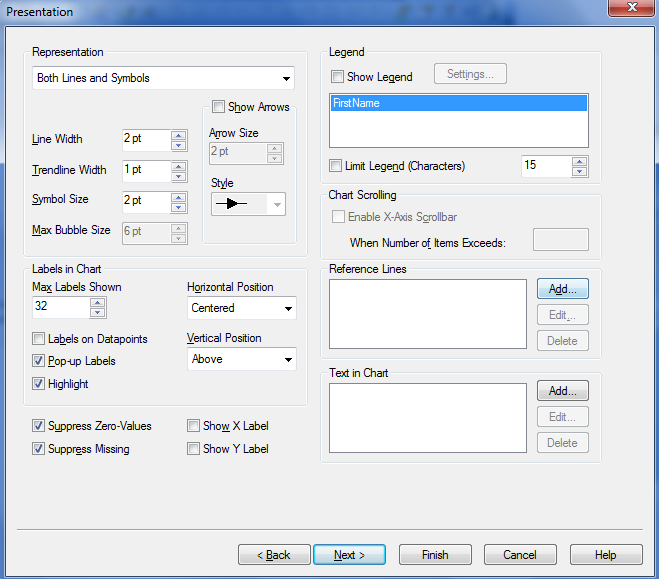 Presentation
Representation
Both Lines and Symbols
Show Arrows
Line Width
2 pt
Arrow Size
2 pt
Trendline Width
1 pt
Symbol Size
2 pt
Style
Max Bubble Size
6 pt
Labels in Chart
Max Labels Shown
32
Horizontal Position
Centered
Labels on Datapoints
Vertical Position
Pop-up Labels
Above
Highlight
Suppress Zero-Values
Show X Label
Suppress Missing
Show Y Label
Legend
Show Legend
Settings...
FirstName
Limit Legend (Characters)
15
Chart Scrolling
Enable X-Axis Scrollbar
When Number of Items Exceeds:
Reference Lines
Add...
Edit...
Delete
Text in Chart
Add...
Edit...
Delete
< Back
Next >
Finish
Cancel
Help